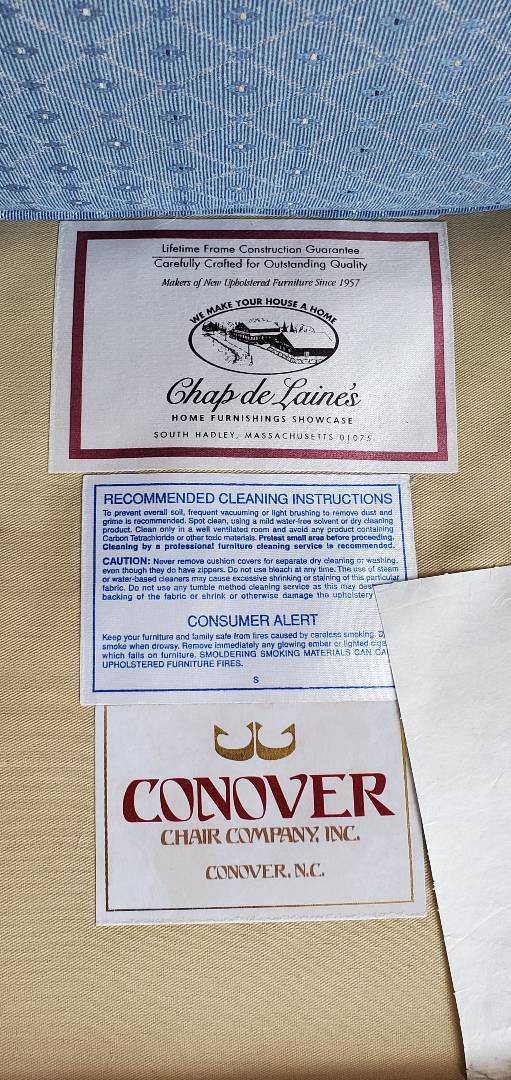 Lifetime Frame Construction Guarantee
Carefully Crafted for Outstanding Quality
Makers of New Upholstered Furniture Since 1957
WE MAKE YOUR HOUSE A HOME
Chap de Laine's
HOME FURNISHINGS SHOWCASE
SOUTH HADLEY, MASSACHUSETTS 01075
RECOMMENDED CLEANING INSTRUCTIONS
To prevent overall soil, frequent vacuuming or light brushing to remove dust and
grime is recommended. Spot clean, using a mild water-free solvent or dry cleaning
product. Clean only in a well ventilated room and avoid any product containing
Carbon Tetrachloride or other toxic materials. Pretest small area before proceeding.
Cleaning by a professional furniture cleaning service is recommended.
CAUTION: Never remove cushion covers for separate dry cleaning or washing,
even though they do have zippers. Do not use bleach at any time. The use of steam
or water-based cleaners may cause excessive shrinking or staining of this particular
fabric. Do not use any tumble method cleaning service as this may
backing of the fabric or shrink or otherwise damage the upholstery
CONSUMER ALERT
Keep your furniture and family safe from fires caused by careless smoking.
smoke when drowsy. Remove immediately any glowing ember or lighted
which falls on furniture. SMOLDERING SMOKING MATERIALS CAN
UPHOLSTERED FURNITURE FIRES.
S
CONOVER
CHAIR COMPANY, INC.
CONOVER, N.C.